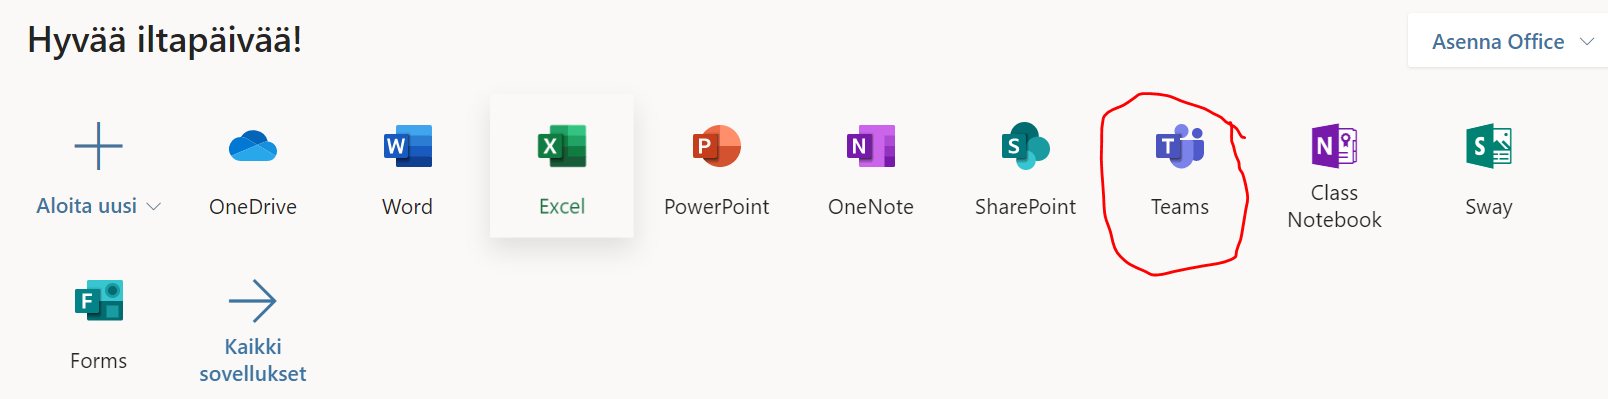 Hyvää iltapäivää!
Asenna Office
W
X
P
N
S
T
N
S
Aloita uusi
OneDrive
Word
Excel
PowerPoint
OneNote
SharePoint
Teams
Class
Notebook
Sway
F
Forms
Kaikki
sovellukset